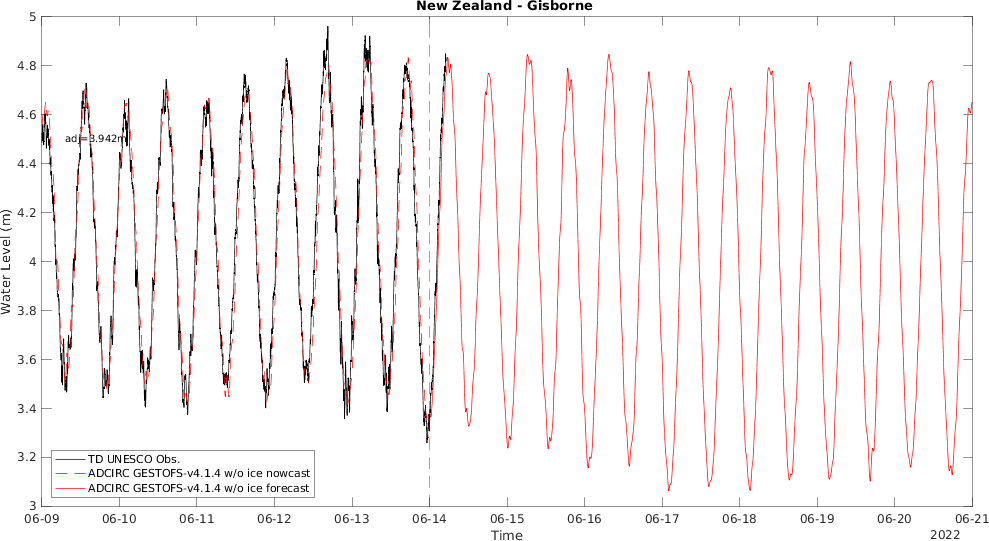 New Zealand - Gisborne
5
4.8
4.6
4.4
4.2
4
3.8
3.6
3.4
3.2
3
Water Level (m)
adj=3.942m
TD UNESCO Obs.
ADCIRC GESTOFS-v4.1.4 w/o ice nowcast
ADCIRC GESTOFS-v4.1.4 w/o ice forecast
06-09 06-10 06-11 06-12 06-13 06-14 06-15 06-16 06-17 06-18 06-19 06-20 06-21
Time
2022